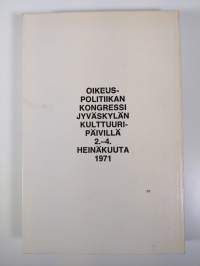 OIKEUS-
POLITIIKAN
KONGRESSI
JYVÄSKYLÄN
KULTTUURI-
PÄIVILLÄ
2.–4.
HEINÄKUUTA
1971